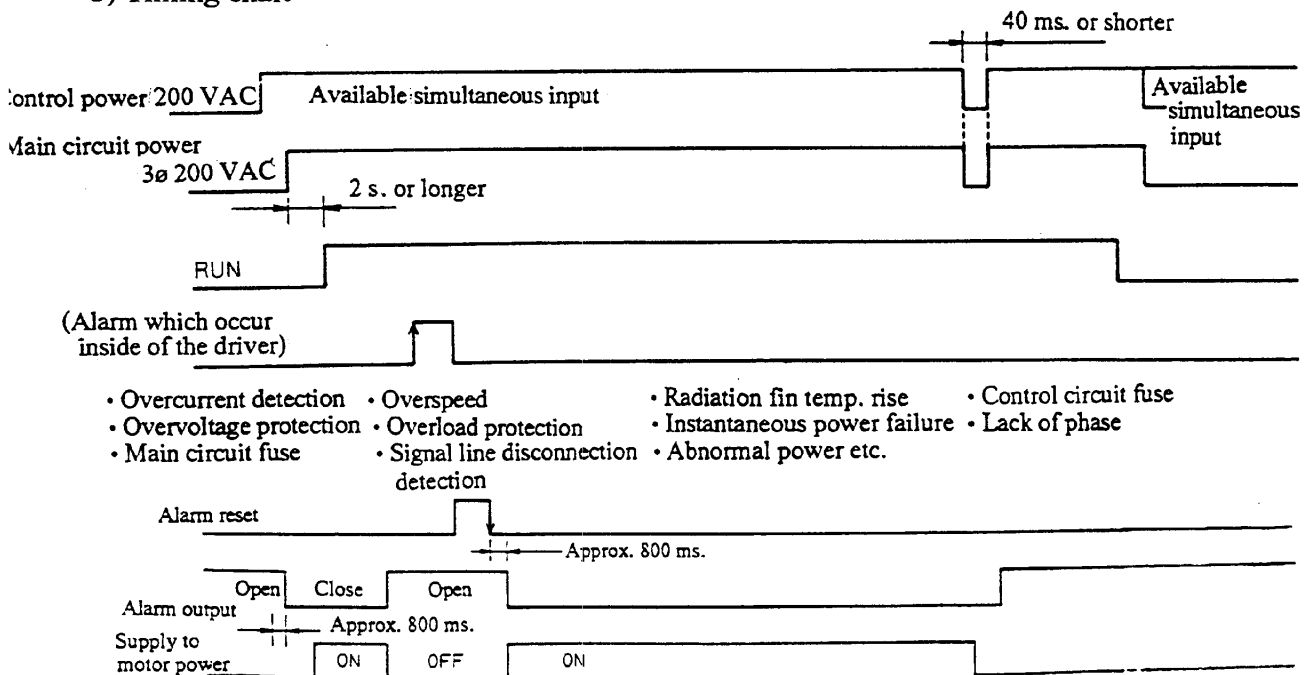 40 ms. or shorter
Control power 200 VAC
Available simultaneous input
Available
simultaneous
input
Main circuit power
3ø 200 VAC
2 s. or longer
RUN
(Alarm which occur
inside of the driver)
• Overcurrent detection • Overspeed • Radiation fin temp. rise • Control circuit fuse
• Overvoltage protection • Overload protection • Instantaneous power failure • Lack of phase
• Main circuit fuse • Signal line disconnection • Abnormal power etc.
detection
Alarm reset
Approx. 800 ms.
Open Close Open
Alarm output
Approx. 800 ms.
Supply to
motor power
ON OFF ON